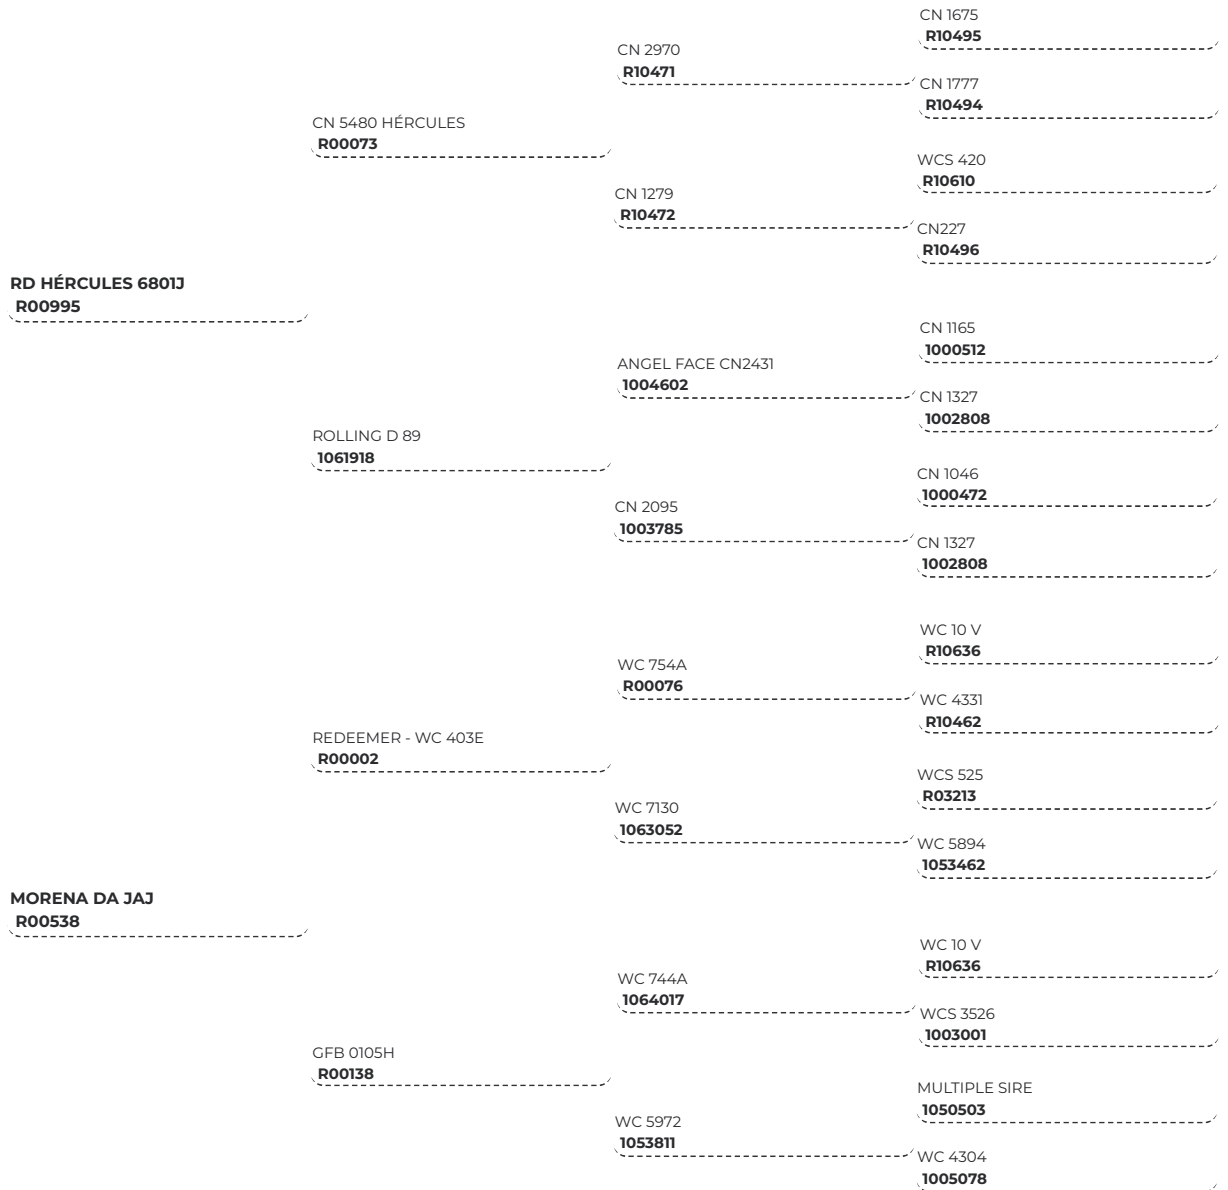 CN 1675
R10495
CN 2970
R10471
CN 1777
R10494
CN 5480 HÉRCULES
R00073
WCS 420
R10610
CN 1279
R10472
CN227
R10496
RD HÉRCULES 6801J
R00995
CN 1165
1000512
ANGEL FACE CN2431
1004602
CN 1327
1002808
ROLLING D 89
1061918
CN 1046
1000472
CN 2095
1003785
CN 1327
1002808
WC 10 V
R10636
WC 754A
R00076
WC 4331
R10462
REDEEMER - WC 403E
R00002
WCS 525
R03213
WC 7130
1063052
WC 5894
1053462
MORENA DA JAJ
R00538
WC 10 V
R10636
WC 744A
1064017
WCS 3526
1003001
GFB 0105H
R00138
MULTIPLE SIRE
1050503
WC 5972
1053811
WC 4304
1005078